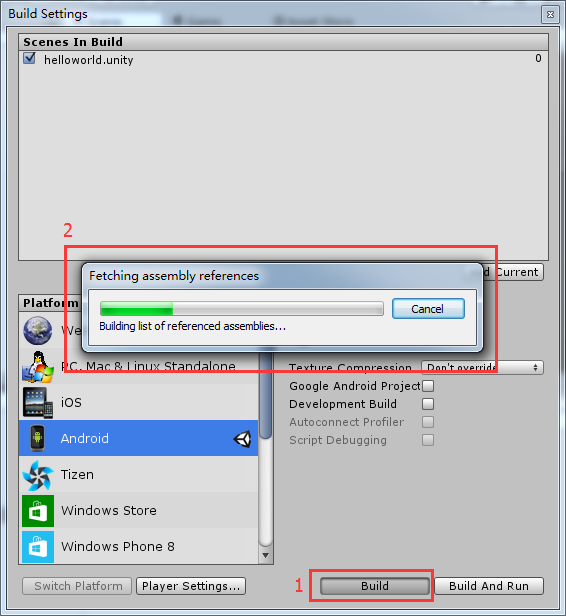 Build Settings
Scenes In Build
helloworld.unity 0
2
Current
Fetching assembly references
Cancel
Building list of referenced assemblies...
Platform
PC, Mac & Linux Standalone
Texture Compression Don't override
iOS
Google Android Project
Development Build
Android
Autoconnect Profiler
Script Debugging
Tizen
Windows Store
Windows Phone 8
1
Switch Platform Player Settings... Build Build And Run